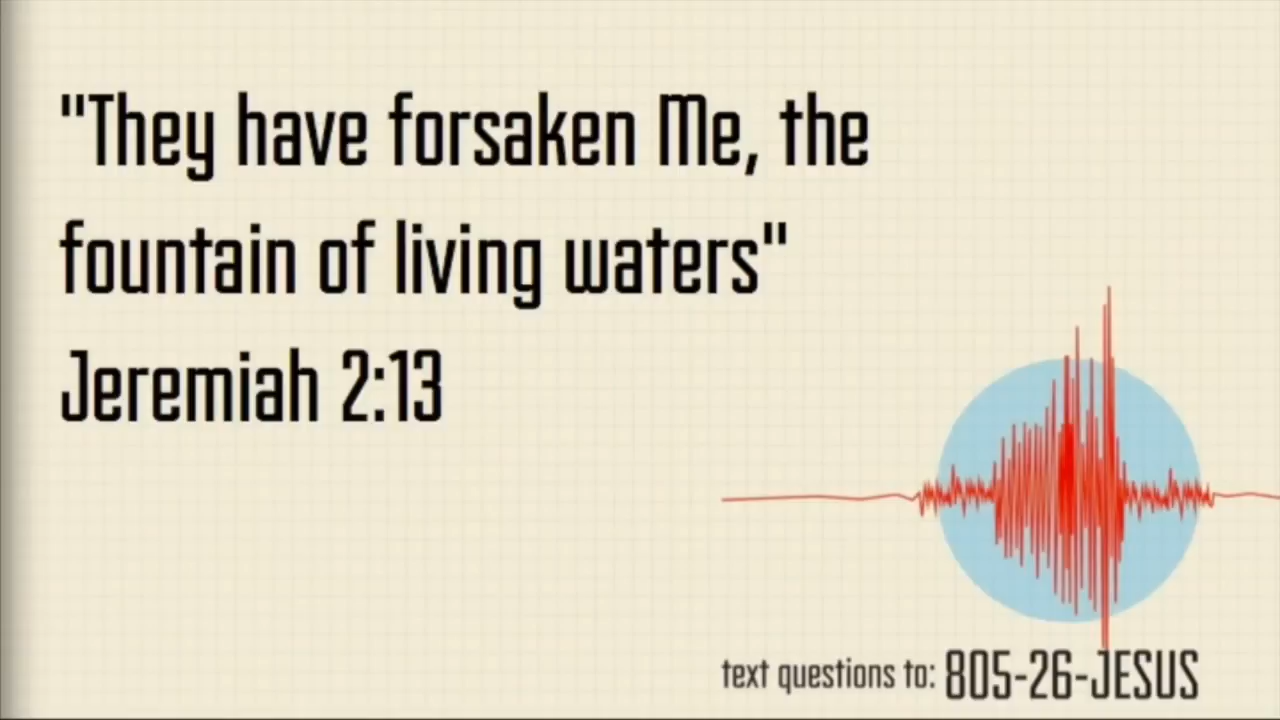 "They have forsaken Me, the
fountain of living waters"
Jeremiah 2:13
text questions to: 805-26-JESUS